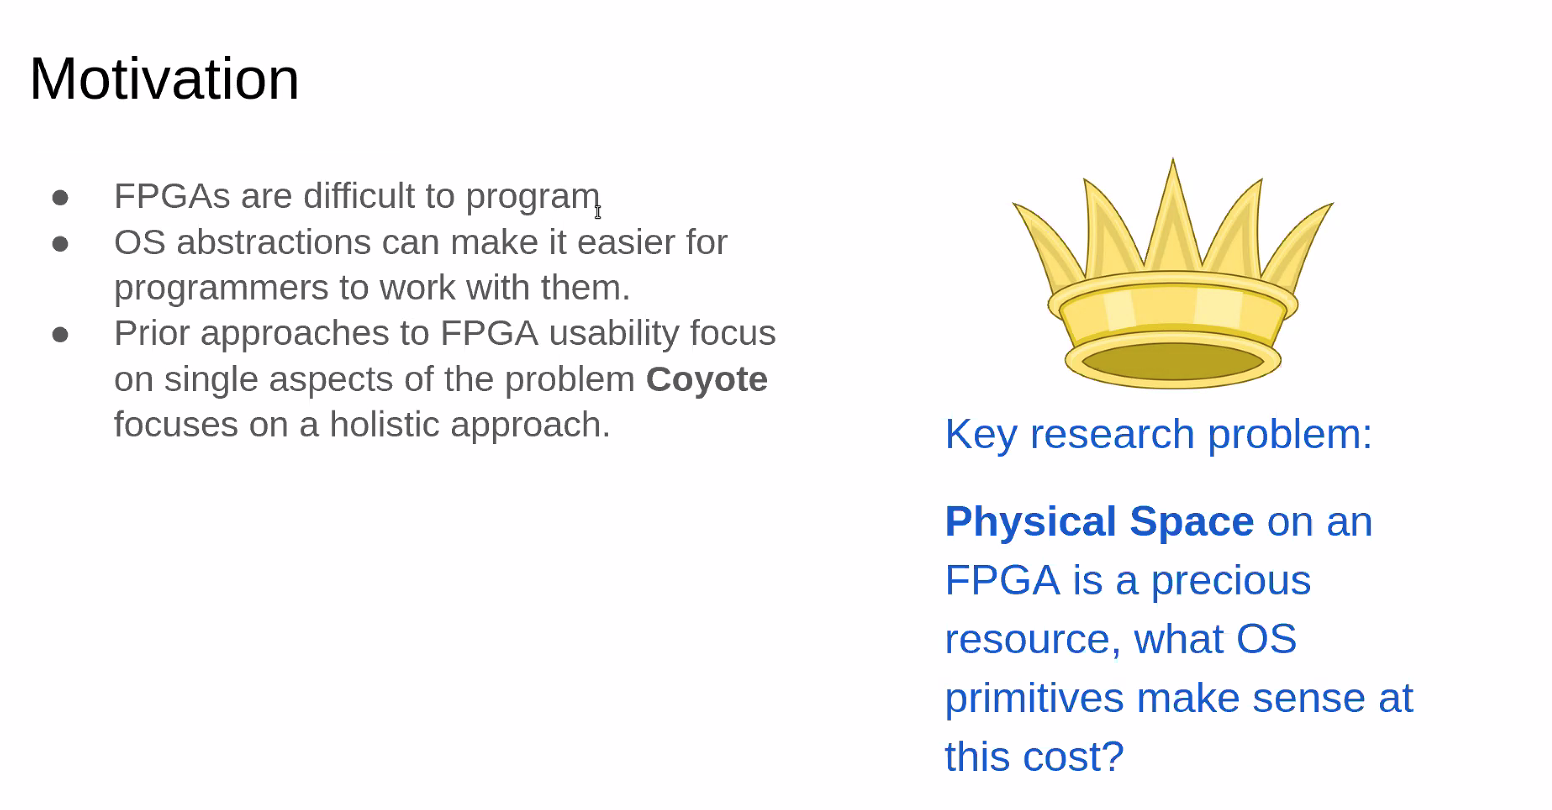 Motivation
● FPGAs are difficult to program
● OS abstractions can make it easier for
programmers to work with them.
● Prior approaches to FPGA usability focus
on single aspects of the problem Coyote
focuses on a holistic approach.
Key research problem:
Physical Space on an
FPGA is a precious
resource, what OS
primitives make sense at
this cost?